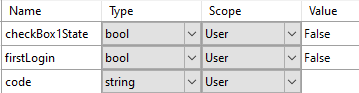 Name Type Scope Value
checkBox1State bool User False
firstLogin bool User False
code string User